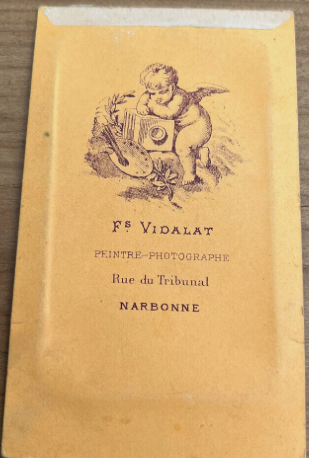 Fs VIDALAT
PEINTRE-PHOTOGRAPHE
Rue du Tribunal
NARBONNE